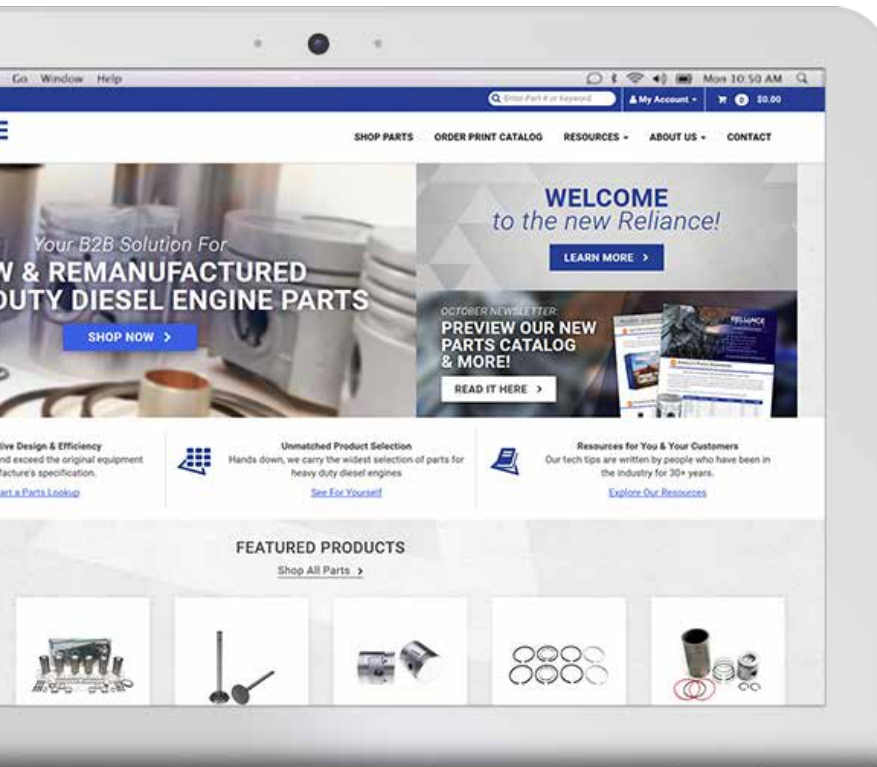 Go Window Help Mon 10:50 AM
Enter Part # or Keyword My Account 0 $0.00
E
SHOP PARTS ORDER PRINT CATALOG RESOURCES ABOUT US CONTACT
Your B2B Solution For
W & REMANUFACTURED
DUTY DIESEL ENGINE PARTS
SHOP NOW >
WELCOME
to the new Reliance!
LEARN MORE >
OCTOBER NEWSLETTER:
PREVIEW OUR NEW
PARTS CATALOG
& MORE!
READ IT HERE >
RELIANCE
tive Design & Efficiency
nd exceed the original equipment
facture's specification.
art a Parts Lookup
Unmatched Product Selection
Hands down, we carry the widest selection of parts for
heavy duty diesel engines
See For Yourself
Resources for You & Your Customers
Our tech tips are written by people who have been in
the industry for 30+ years.
Explore Our Resources
FEATURED PRODUCTS
Shop All Parts >